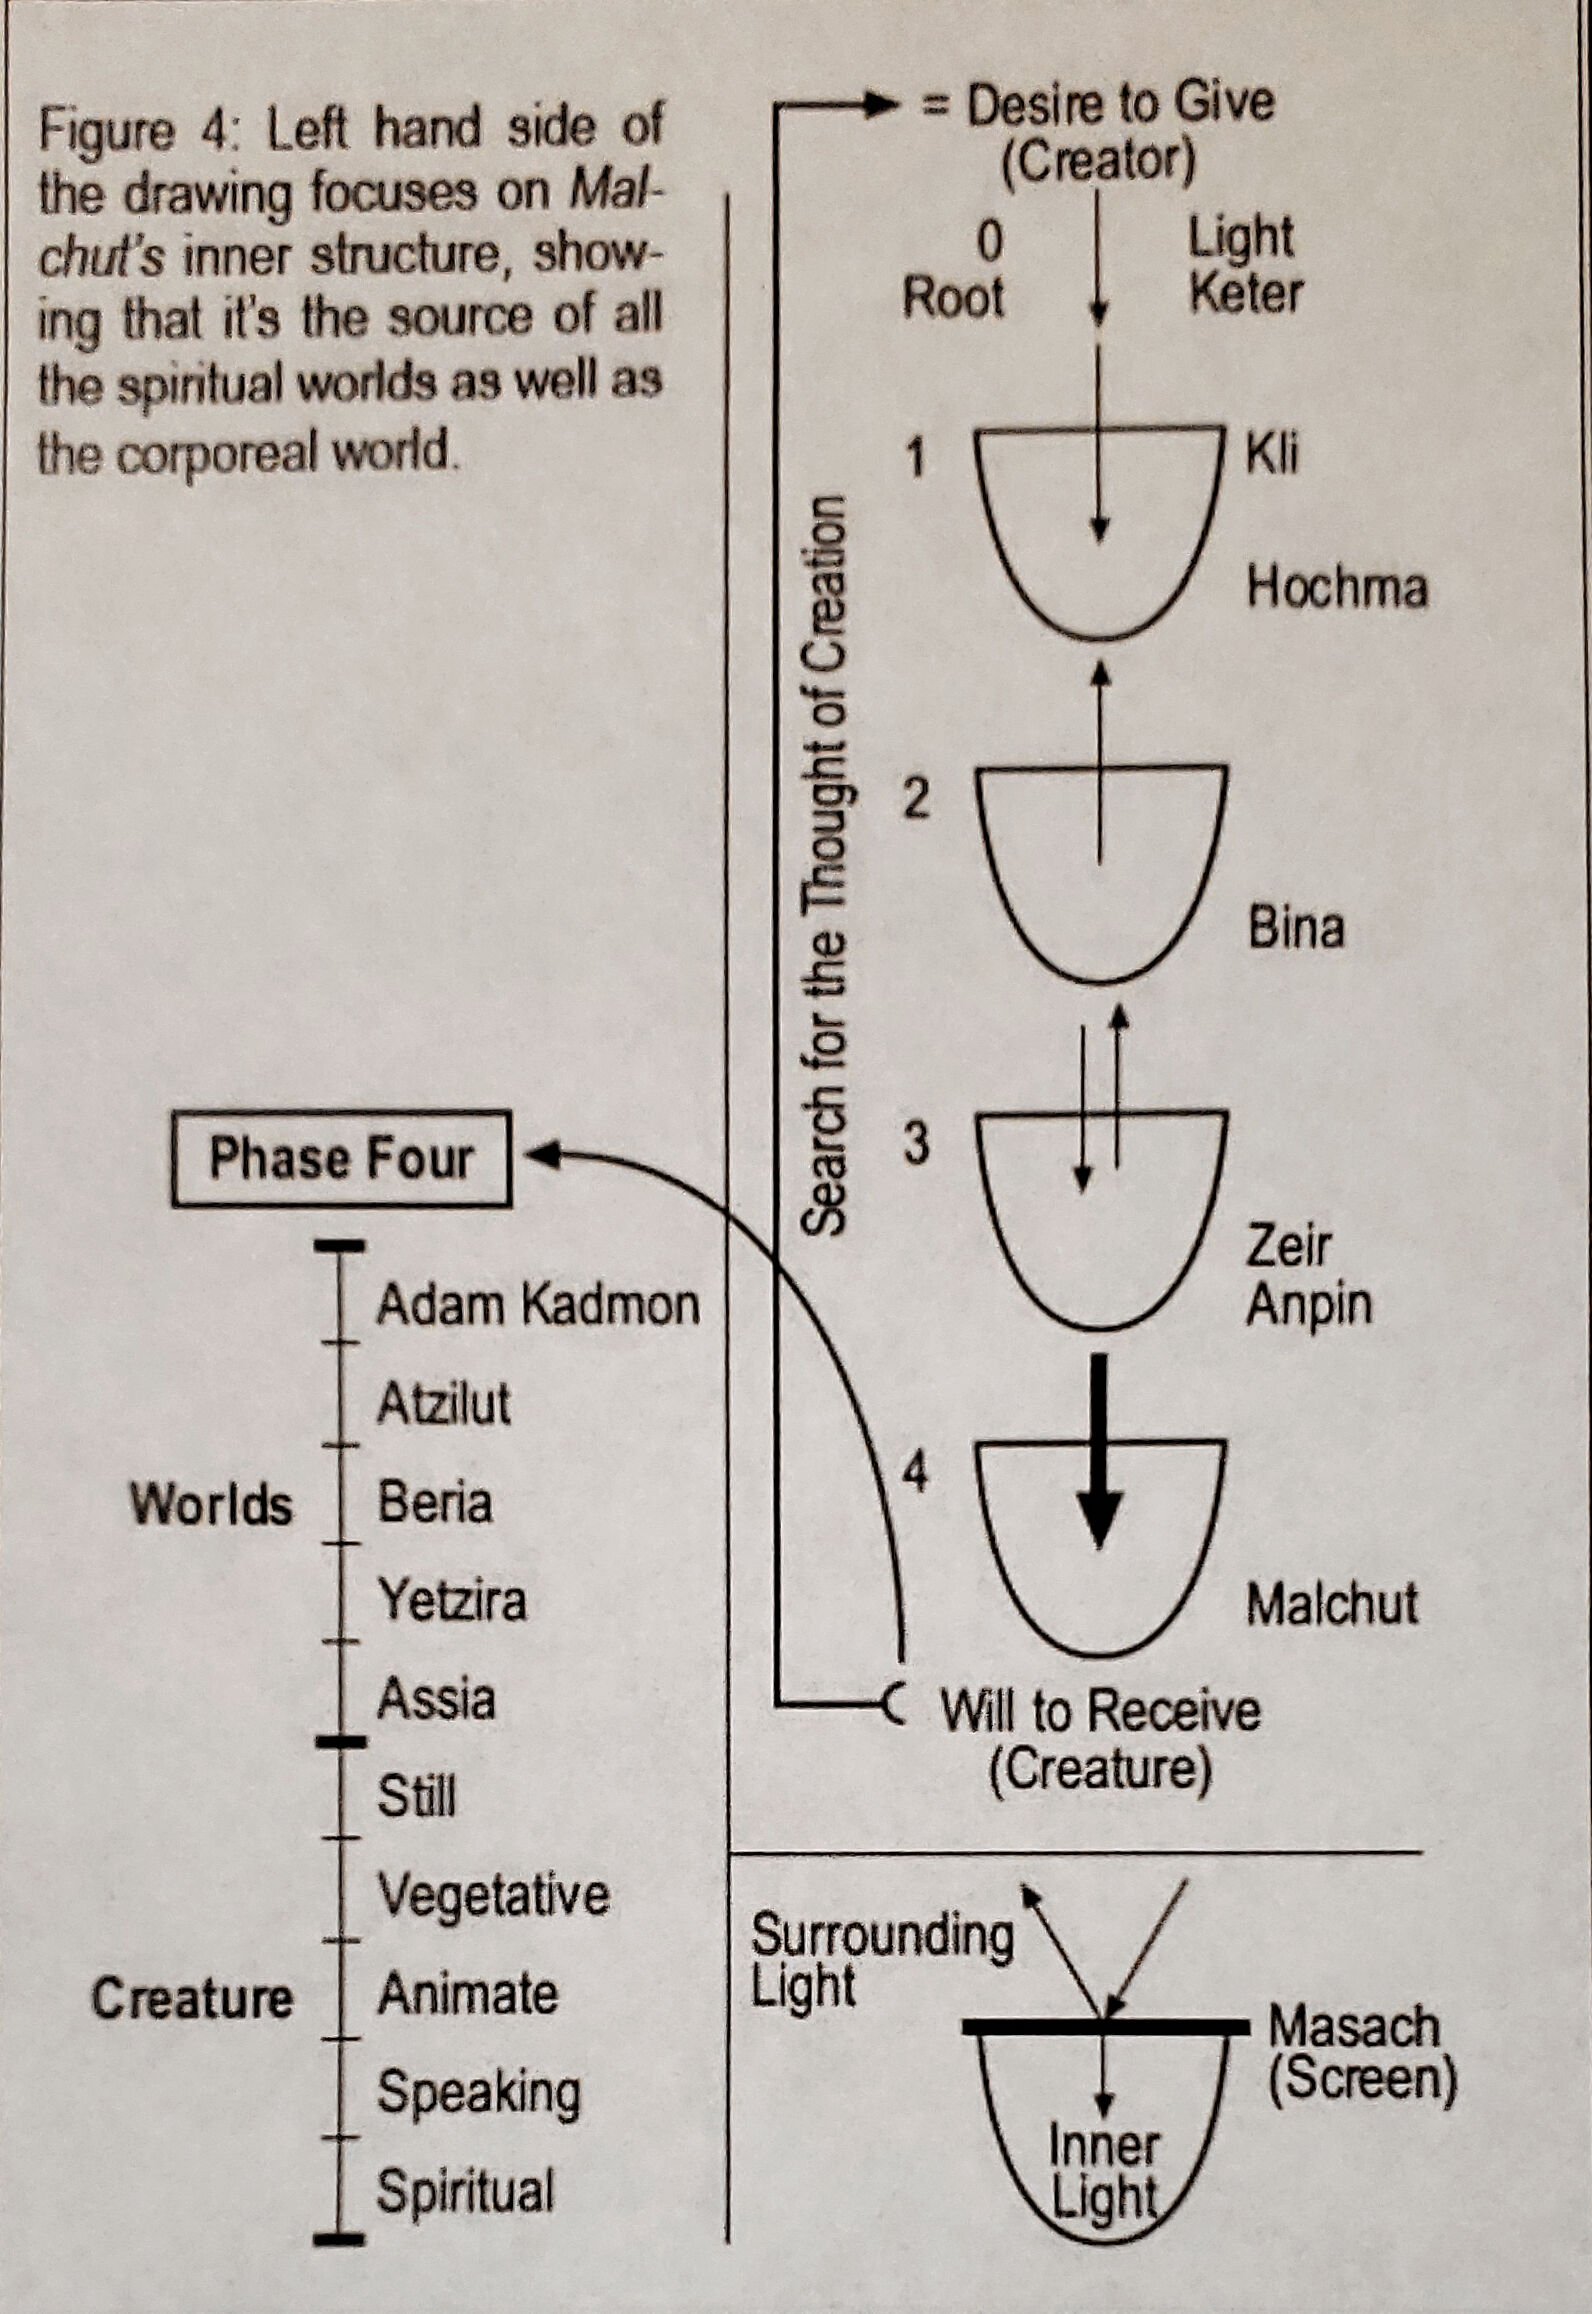 Figure 4: Left hand side of
the drawing focuses on Mal-
chut's inner structure, show-
ing that it's the source of all
the spiritual worlds as well as
the corporeal world.
= Desire to Give
(Creator)
0
Root
Light
Keter
1
Kli
Hochma
Search for the Thought of Creation
2
Bina
3
Zeir
Anpin
4
Malchut
Will to Receive
(Creature)
Phase Four
Adam Kadmon
Atzilut
Worlds
Beria
Yetzira
Assia
Still
Vegetative
Creature
Animate
Speaking
Spiritual
Surrounding
Light
Masach
(Screen)
Inner
Light